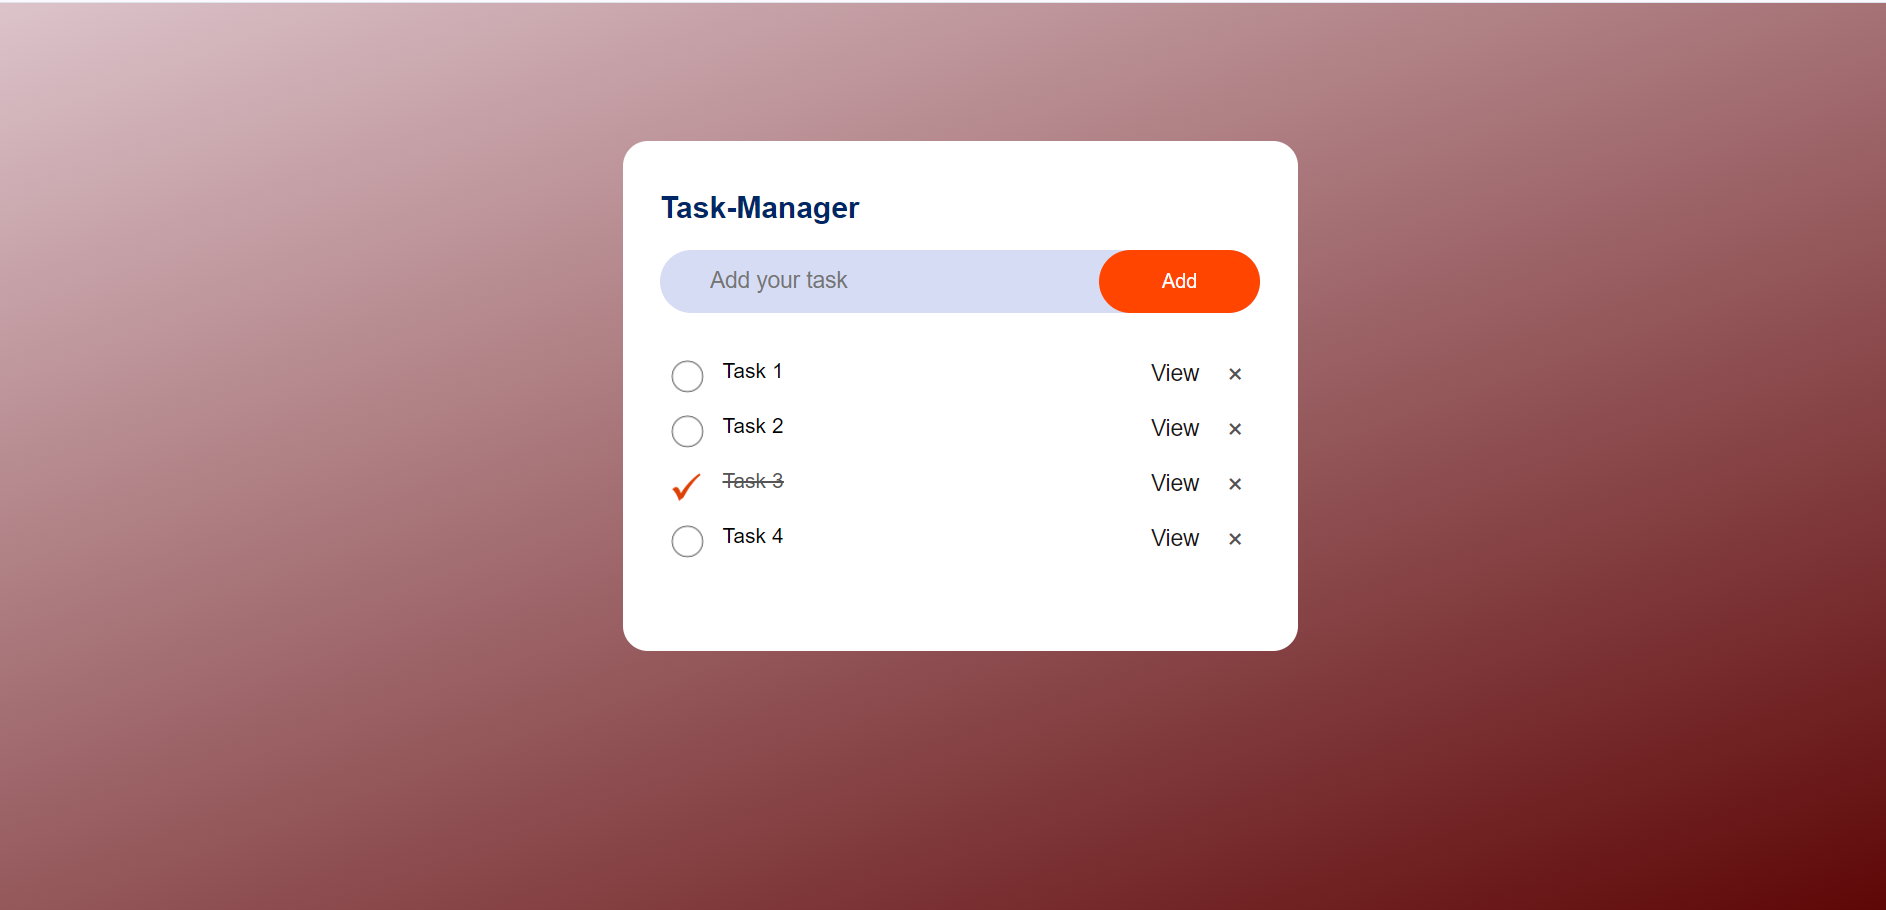 Task-Manager
Add your task Add
Task 1 View ×
Task 2 View ×
Task 3 View ×
Task 4 View ×